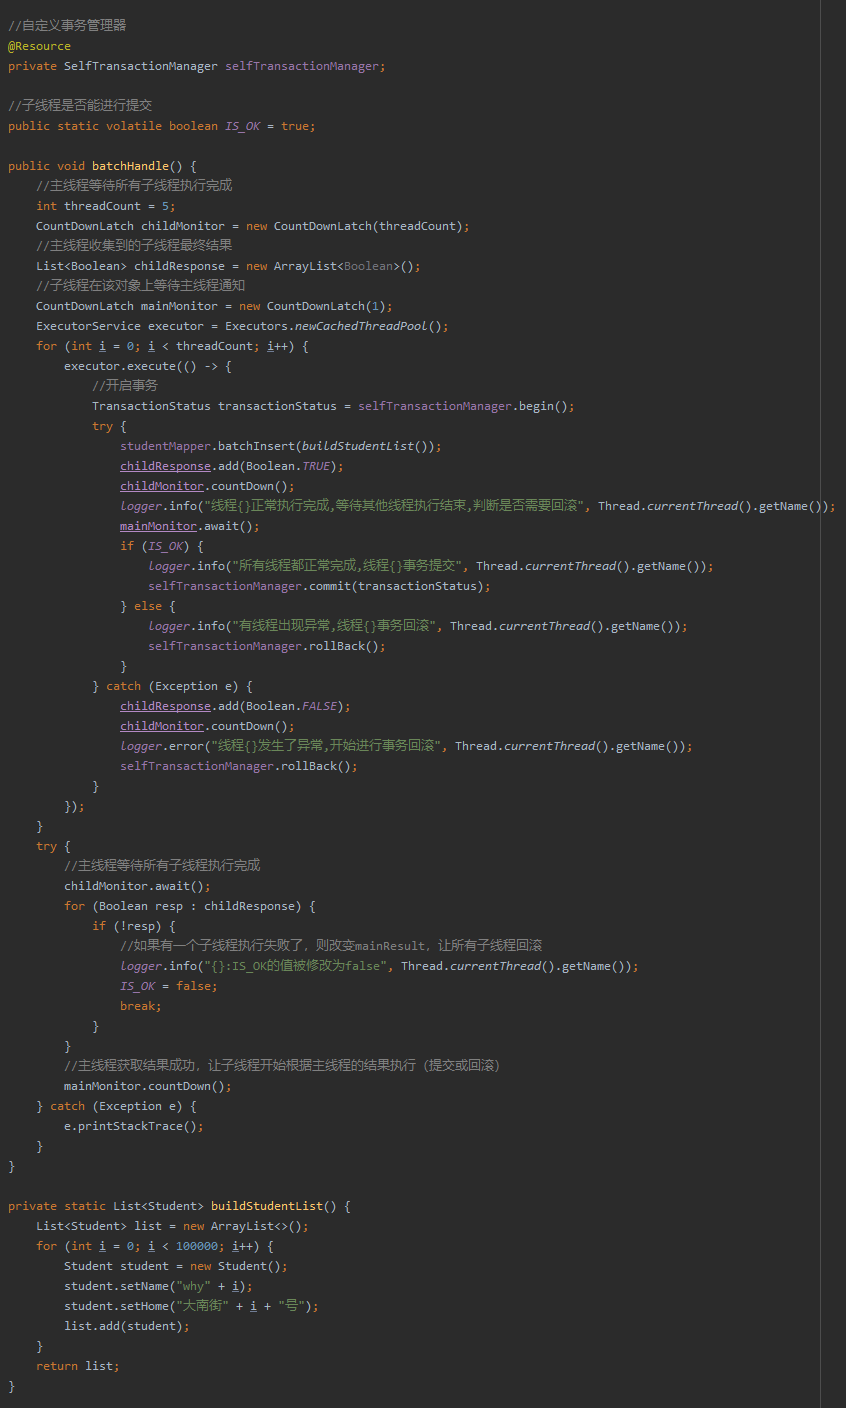 //自定义事务管理器
@Resource
private SelfTransactionManager selfTransactionManager;
//子线程是否能进行提交
public static volatile boolean IS_OK = true;
public void batchHandle() {
//主线程等待所有子线程执行完成
int threadCount = 5;
CountDownLatch childMonitor = new CountDownLatch(threadCount);
//主线程收集到的子线程最终结果
List<Boolean> childResponse = new ArrayList<Boolean>();
//子线程在该对象上等待主线程通知
CountDownLatch mainMonitor = new CountDownLatch(1);
ExecutorService executor = Executors.newCachedThreadPool();
for (int i = 0; i < threadCount; i++) {
executor.execute(() -> {
//开启事务
TransactionStatus transactionStatus = selfTransactionManager.begin();
try {
studentMapper.batchInsert(buildStudentList());
childResponse.add(Boolean.TRUE);
childMonitor.countDown();
logger.info("线程{}正常执行完成,等待其他线程执行结束,判断是否需要回滚", Thread.currentThread().getName());
mainMonitor.await();
if (IS_OK) {
logger.info("所有线程都正常完成,线程{}事务提交", Thread.currentThread().getName());
selfTransactionManager.commit(transactionStatus);
} else {
logger.info("有线程出现异常,线程{}事务回滚", Thread.currentThread().getName());
selfTransactionManager.rollBack();
}
} catch (Exception e) {
childResponse.add(Boolean.FALSE);
childMonitor.countDown();
logger.error("线程{}发生了异常,开始进行事务回滚", Thread.currentThread().getName());
selfTransactionManager.rollBack();
}
});
}
try {
//主线程等待所有子线程执行完成
childMonitor.await();
for (Boolean resp : childResponse) {
if (!resp) {
//如果有一个子线程执行失败了，则改变mainResult，让所有子线程回滚
logger.info("{}:IS_OK的值被修改为false", Thread.currentThread().getName());
IS_OK = false;
break;
}
}
//主线程获取结果成功，让子线程开始根据主线程的结果执行（提交或回滚）
mainMonitor.countDown();
} catch (Exception e) {
e.printStackTrace();
}
}
private static List<Student> buildStudentList() {
List<Student> list = new ArrayList<>();
for (int i = 0; i < 100000; i++) {
Student student = new Student();
student.setName("why" + i);
student.setHome("大南街" + i + "号");
list.add(student);
}
return list;
}